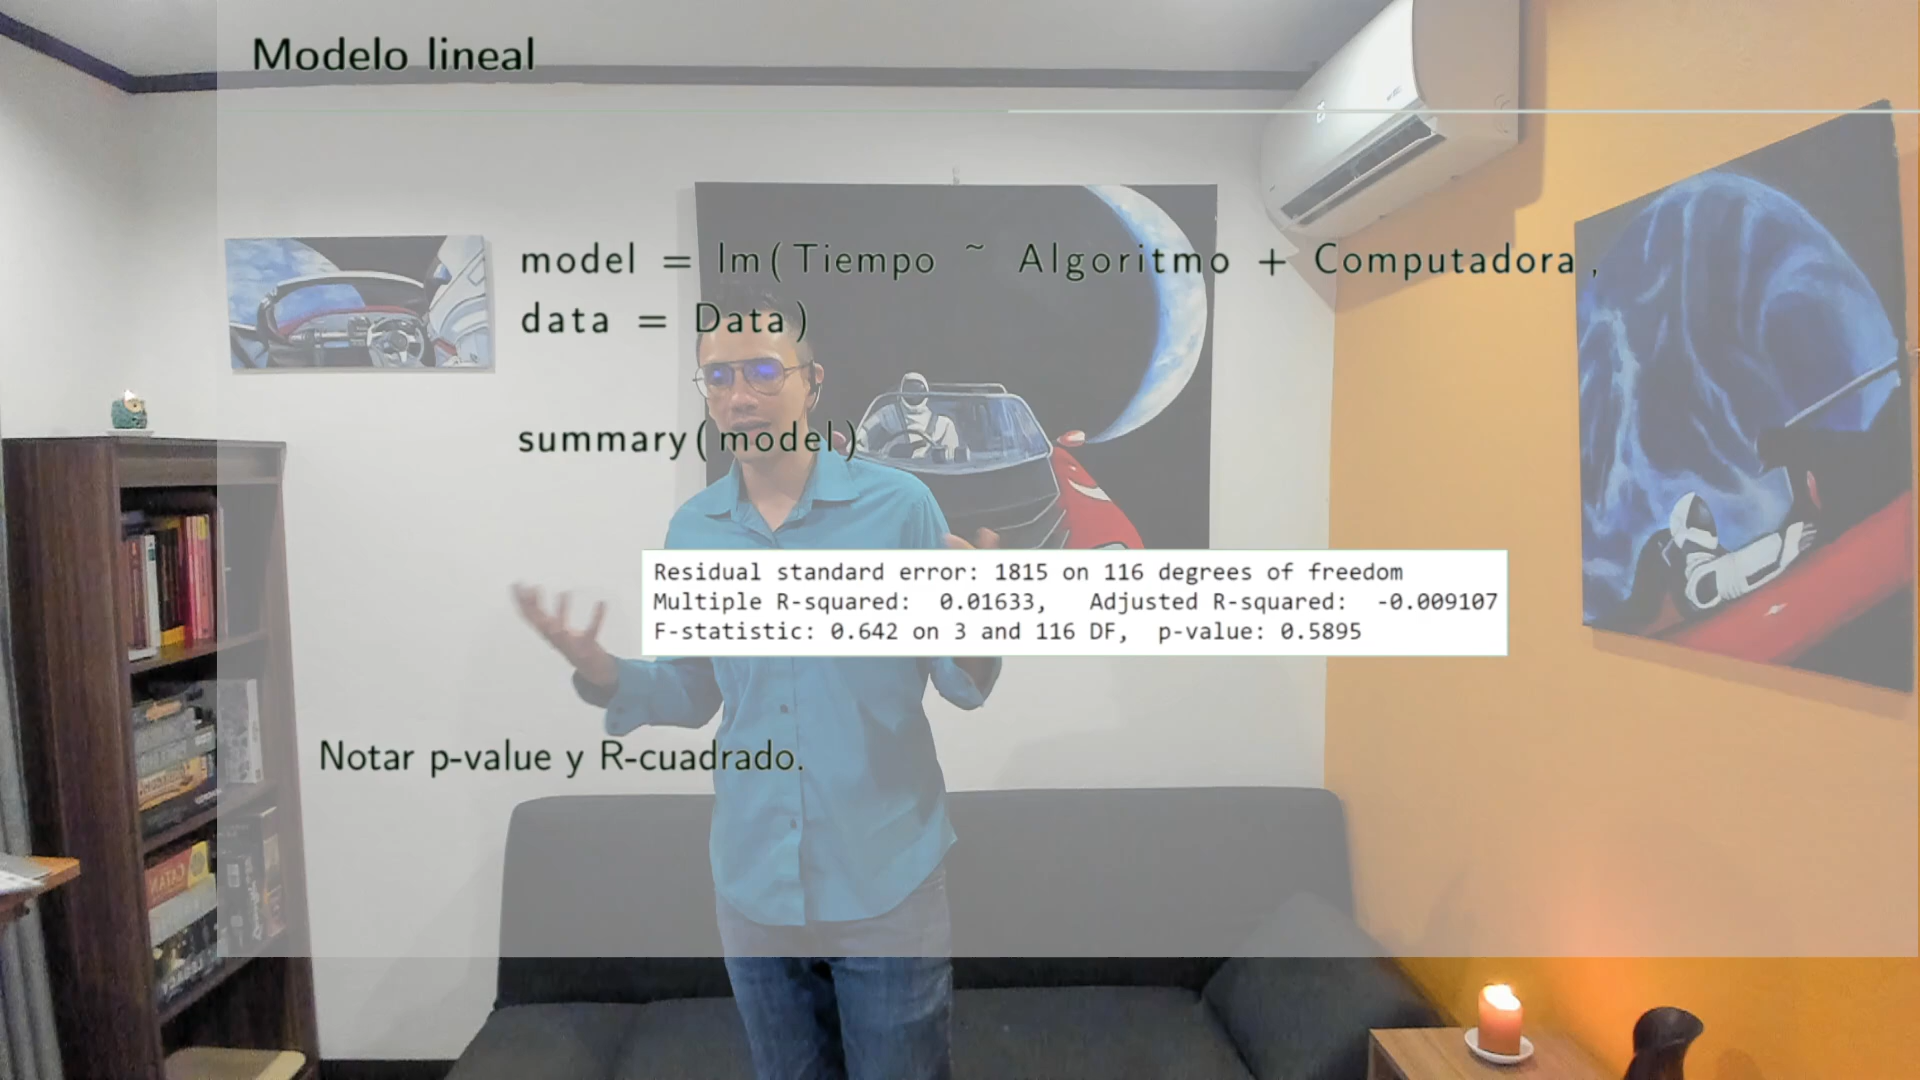 Modelo lineal
model = lm(Tiempo ~ Algoritmo + Computadora,
data = Data)
summary(model)
Residual standard error: 1815 on 116 degrees of freedom
Multiple R-squared: 0.01633, Adjusted R-squared: -0.009107
F-statistic: 0.642 on 3 and 116 DF, p-value: 0.5895
Notar p-value y R-cuadrado.
CATAN